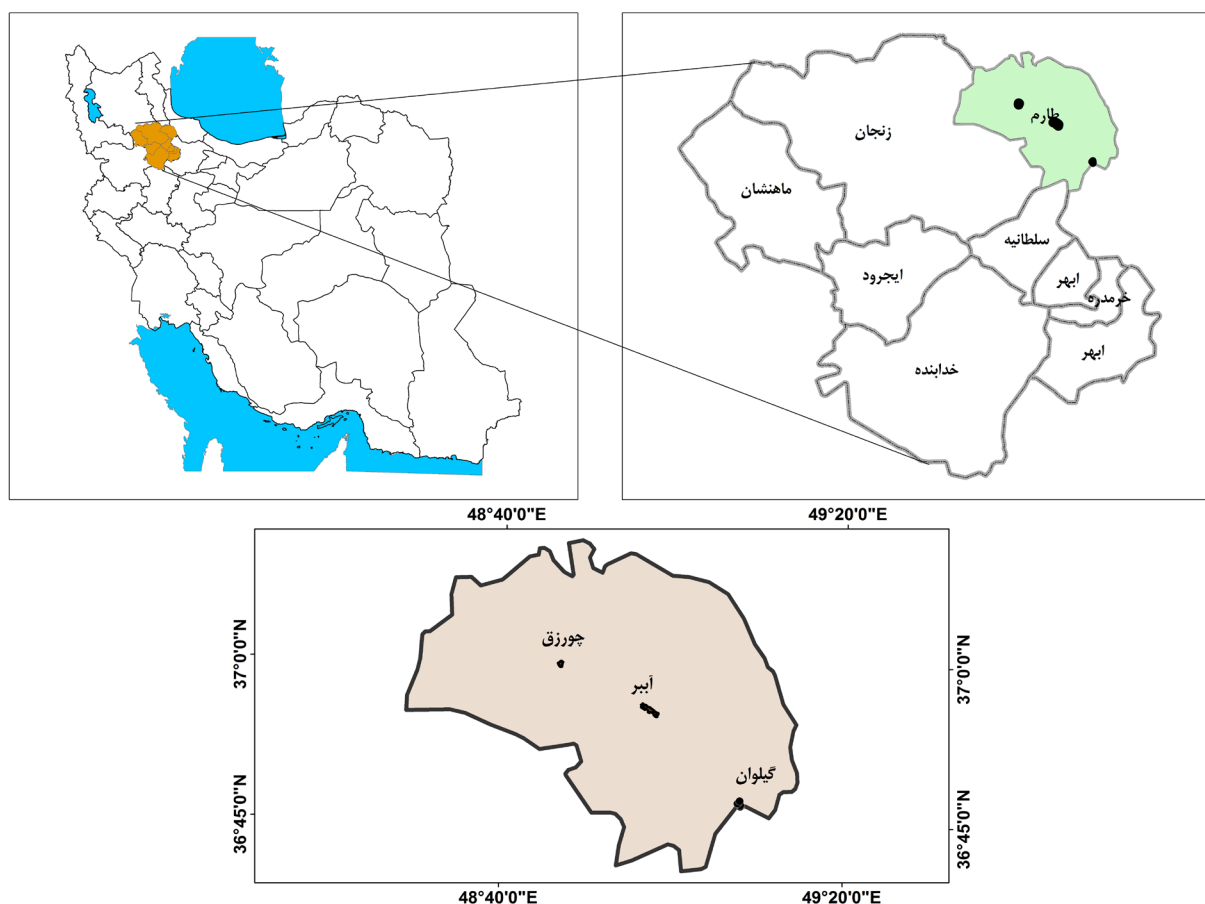 طارم
زنجان
ماهنشان
سلطانیه
ابهر
ایجرود
خرمدره
ابهر
خدابنده
48°40'0"E
49°20'0"E
چورزق
37°0'0"N
37°0'0"N
آببر
گیلوان
36°45'0"N
36°45'0"N
48°40'0"E
49°20'0"E